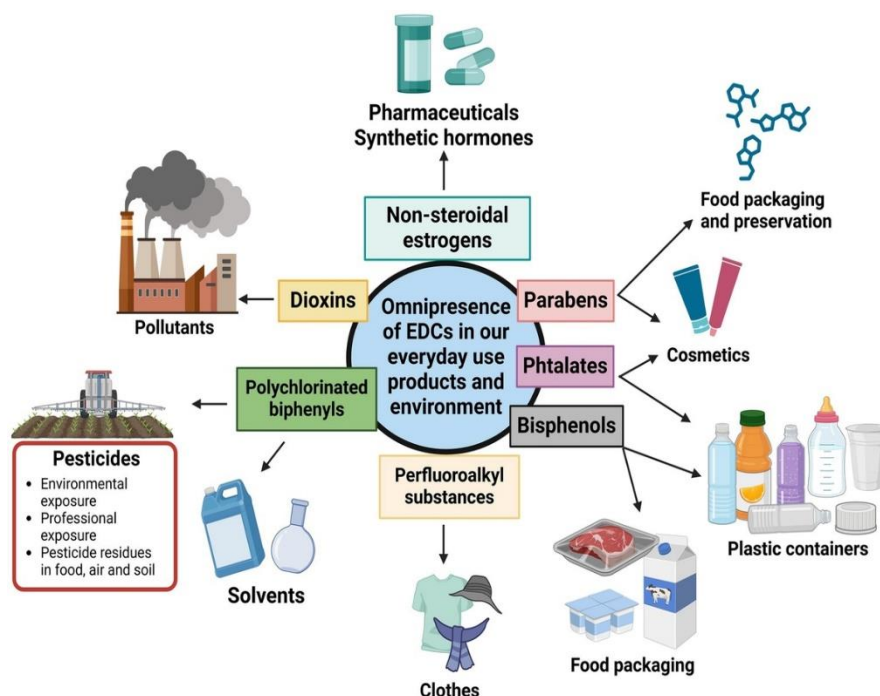 Pharmaceuticals
Synthetic hormones
Non-steroidal
estrogens
Food packaging
and preservation
Dioxins
Pollutants
Omnipresence
of EDCs in our
everyday use
products and
environment
Parabens
Cosmetics
Phtalates
Polychlorinated
biphenyls
Bisphenols
Pesticides
• Environmental
exposure
• Professional
exposure
• Pesticide residues
in food, air and soil
Perfluoroalkyl
substances
Solvents
Plastic containers
Food packaging
Clothes